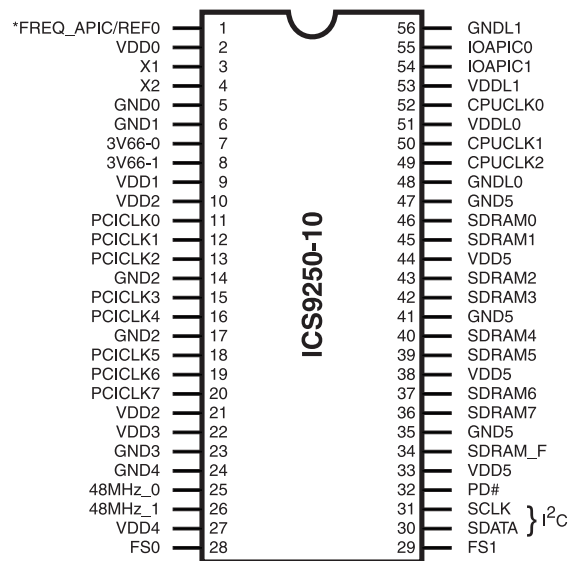 *FREQ_APIC/REF0 1 56 GNDL1
VDD0 2 55 IOAPIC0
X1 3 54 IOAPIC1
X2 4 53 VDDL1
GND0 5 52 CPUCLK0
GND1 6 51 VDDL0
3V66-0 7 50 CPUCLK1
3V66-1 8 49 CPUCLK2
VDD1 9 48 GNDL0
VDD2 10 47 GND5
PCICLK0 11 46 SDRAM0
PCICLK1 12 45 SDRAM1
PCICLK2 13 44 VDD5
GND2 14 43 SDRAM2
PCICLK3 15 42 SDRAM3
PCICLK4 16 41 GND5
GND2 17 40 SDRAM4
PCICLK5 18 39 SDRAM5
PCICLK6 19 38 VDD5
PCICLK7 20 37 SDRAM6
VDD2 21 36 SDRAM7
VDD3 22 35 GND5
GND3 23 34 SDRAM_F
GND4 24 33 VDD5
48MHz_0 25 32 PD#
48MHz_1 26 31 SCLK
VDD4 27 30 SDATA } I²C
FS0 28 29 FS1
ICS9250-10